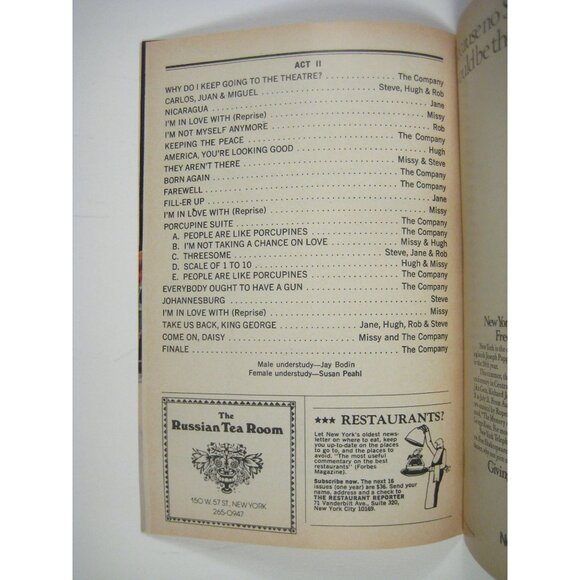 ACT II
WHY DO I KEEP GOING TO THE THEATRE? . . . . . . . . . . . . The Company
CARLOS, JUAN & MIGUEL . . . . . . . . . . . . Steve, Hugh & Rob
NICARAGUA . . . . . . . . . . . . Jane
I'M IN LOVE WITH (Reprise) . . . . . . . . . . . . Missy
I'M NOT MYSELF ANYMORE . . . . . . . . . . . . Rob
KEEPING THE PEACE . . . . . . . . . . . . The Company
AMERICA, YOU'RE LOOKING GOOD . . . . . . . . . . . . Hugh
THEY AREN'T THERE . . . . . . . . . . . . Missy & Steve
BORN AGAIN . . . . . . . . . . . . The Company
FAREWELL . . . . . . . . . . . . The Company
FILL-ER UP . . . . . . . . . . . . Jane
I'M IN LOVE WITH (Reprise) . . . . . . . . . . . . Missy
PORCUPINE SUITE . . . . . . . . . . . . The Company
A. PEOPLE ARE LIKE PORCUPINES . . . . . . . . . . . . The Company
B. I'M NOT TAKING A CHANCE ON LOVE . . . . . . . . . . . . Missy & Hugh
C. THREESOME . . . . . . . . . . . . Steve, Jane & Rob
D. SCALE OF 1 TO 10 . . . . . . . . . . . . Hugh & Missy
E. PEOPLE ARE LIKE PORCUPINES . . . . . . . . . . . . The Company
EVERYBODY OUGHT TO HAVE A GUN . . . . . . . . . . . . The Company
JOHANNESBURG . . . . . . . . . . . . Steve
I'M IN LOVE WITH (Reprise) . . . . . . . . . . . . Missy
TAKE US BACK, KING GEORGE . . . . . . . . . . . . Jane, Hugh, Rob & Steve
COME ON, DAISY . . . . . . . . . . . . Missy and The Company
FINALE . . . . . . . . . . . . The Company
Male understudy—Jay Bodin
Female understudy—Susan Peahl
The
Russian Tea Room
150 W. 57 ST., NEW YORK
265-0947
★★★ RESTAURANTS?
Let New York's oldest news-
letter on where to eat, keep
you up-to-date on the places
to go, and the places to
avoid. "The most useful
commentary on the best
restaurants" (Forbes
Magazine).
Subscribe now. The next 16
issues (one year) are $36. Send your
name, address and a check to
THE RESTAURANT REPORTER
71 Vanderbilt Ave., Suite 320,
New York City 10169.
New York
Free
Giving